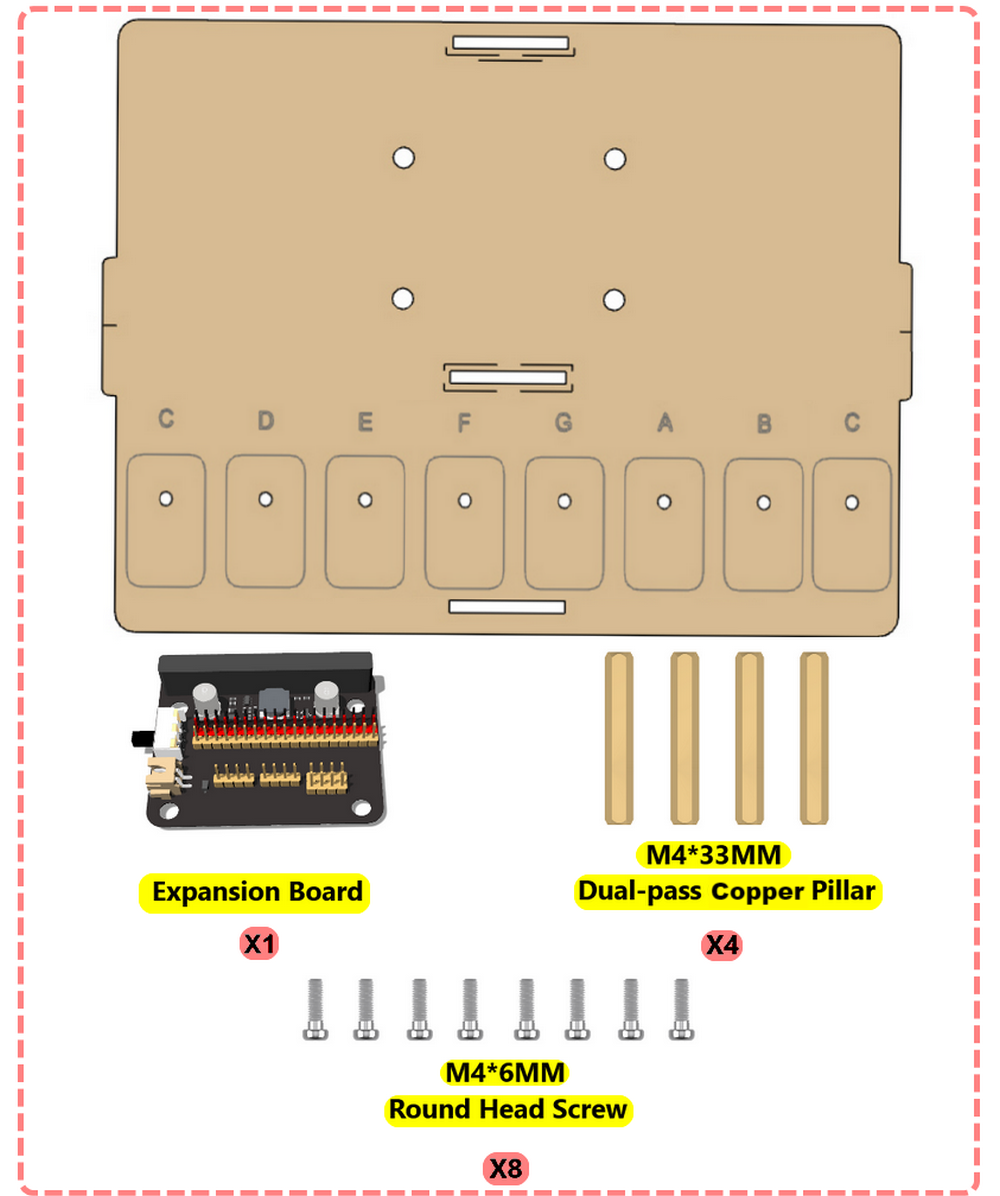 C D E F G A B C
Expansion Board
X1
M4*33MM
Dual-pass Copper Pillar
X4
M4*6MM
Round Head Screw
X8